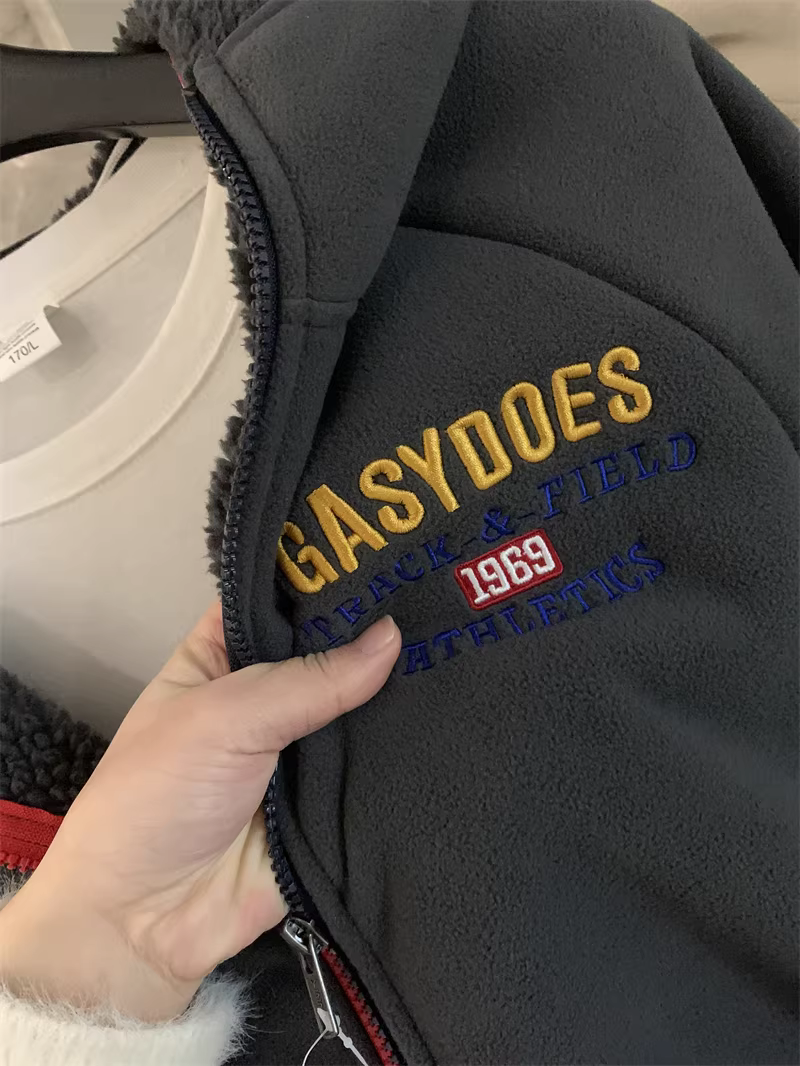 170/L
GASYDOES
TRACK & FIELD
1969
ATHLETICS